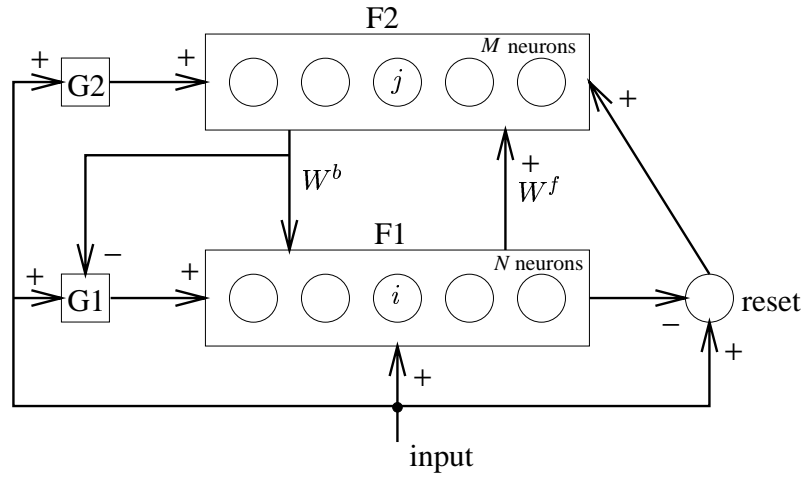 F2
M neurons
+
+
G2
j
+
W^b
+
W^f
F1
−
N neurons
+
+
G1
i
−
reset
+
+
input